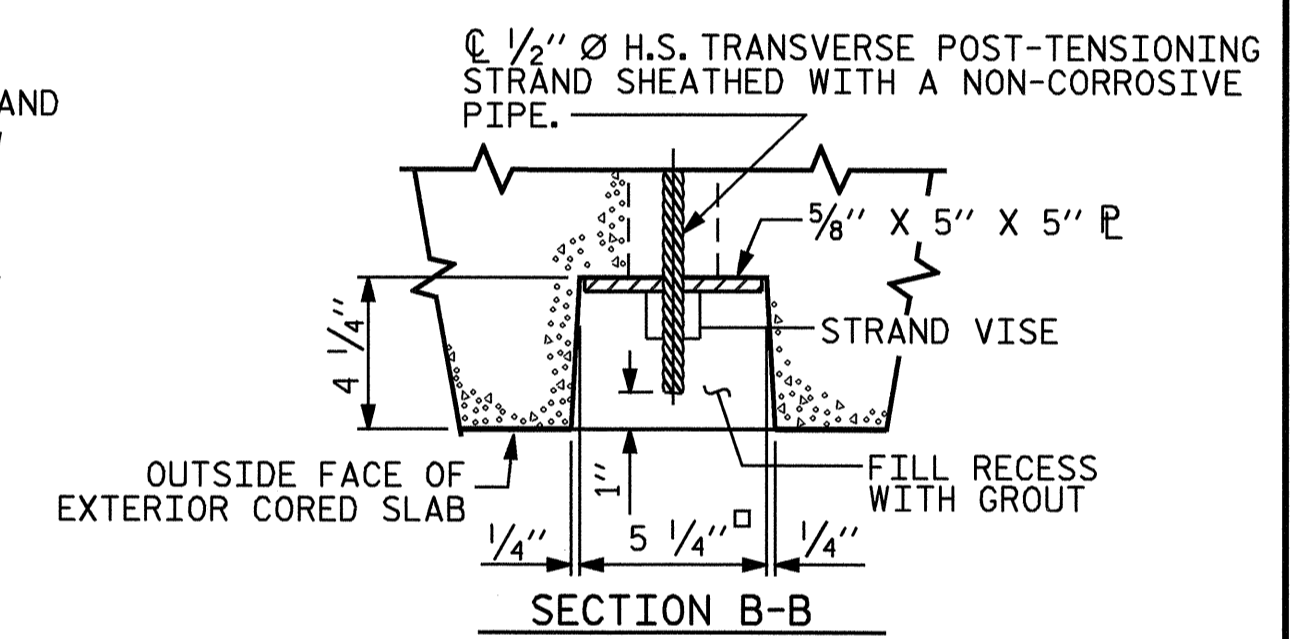 ℄ 1/2" Ø H.S. TRANSVERSE POST-TENSIONING
STRAND SHEATHED WITH A NON-CORROSIVE
PIPE.
AND
5/8" X 5" X 5" ⅊
4 1/4"
STRAND VISE
OUTSIDE FACE OF
EXTERIOR CORED SLAB
1"
FILL RECESS
WITH GROUT
1/4"
5 1/4" □
1/4"
SECTION B-B